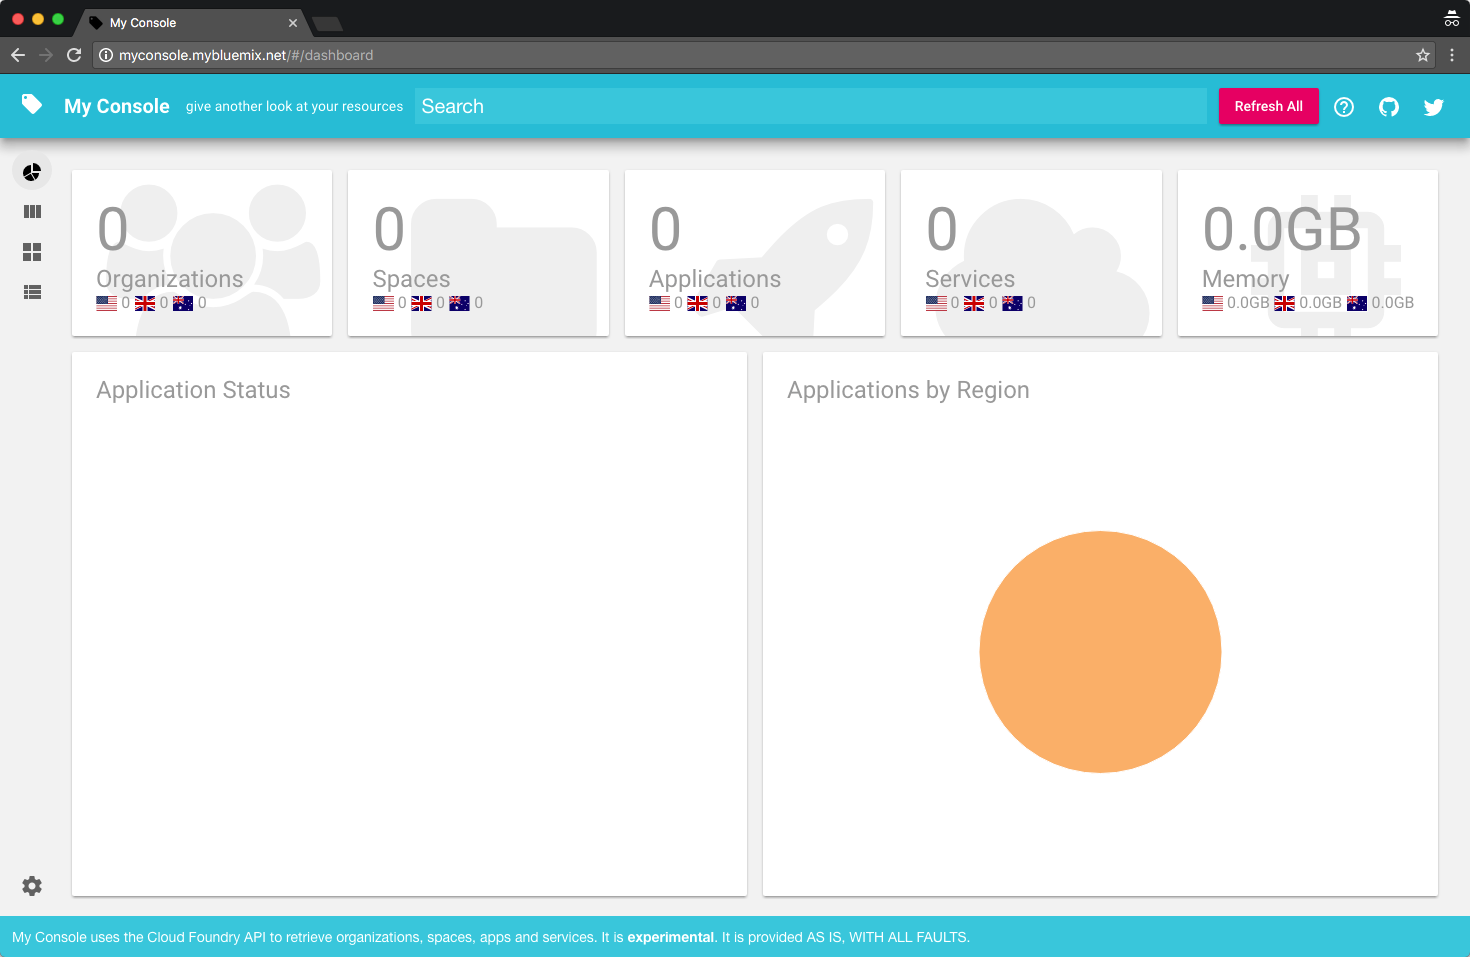 My Console
myconsole.mybluemix.net/#/dashboard
My Console give another look at your resources Search Refresh All
0
Organizations
0 0 0
0
Spaces
0 0 0
0
Applications
0 0 0
0
Services
0 0 0
0.0GB
Memory
0.0GB 0.0GB 0.0GB
Application Status
Applications by Region
My Console uses the Cloud Foundry API to retrieve organizations, spaces, apps and services. It is experimental. It is provided AS IS, WITH ALL FAULTS.